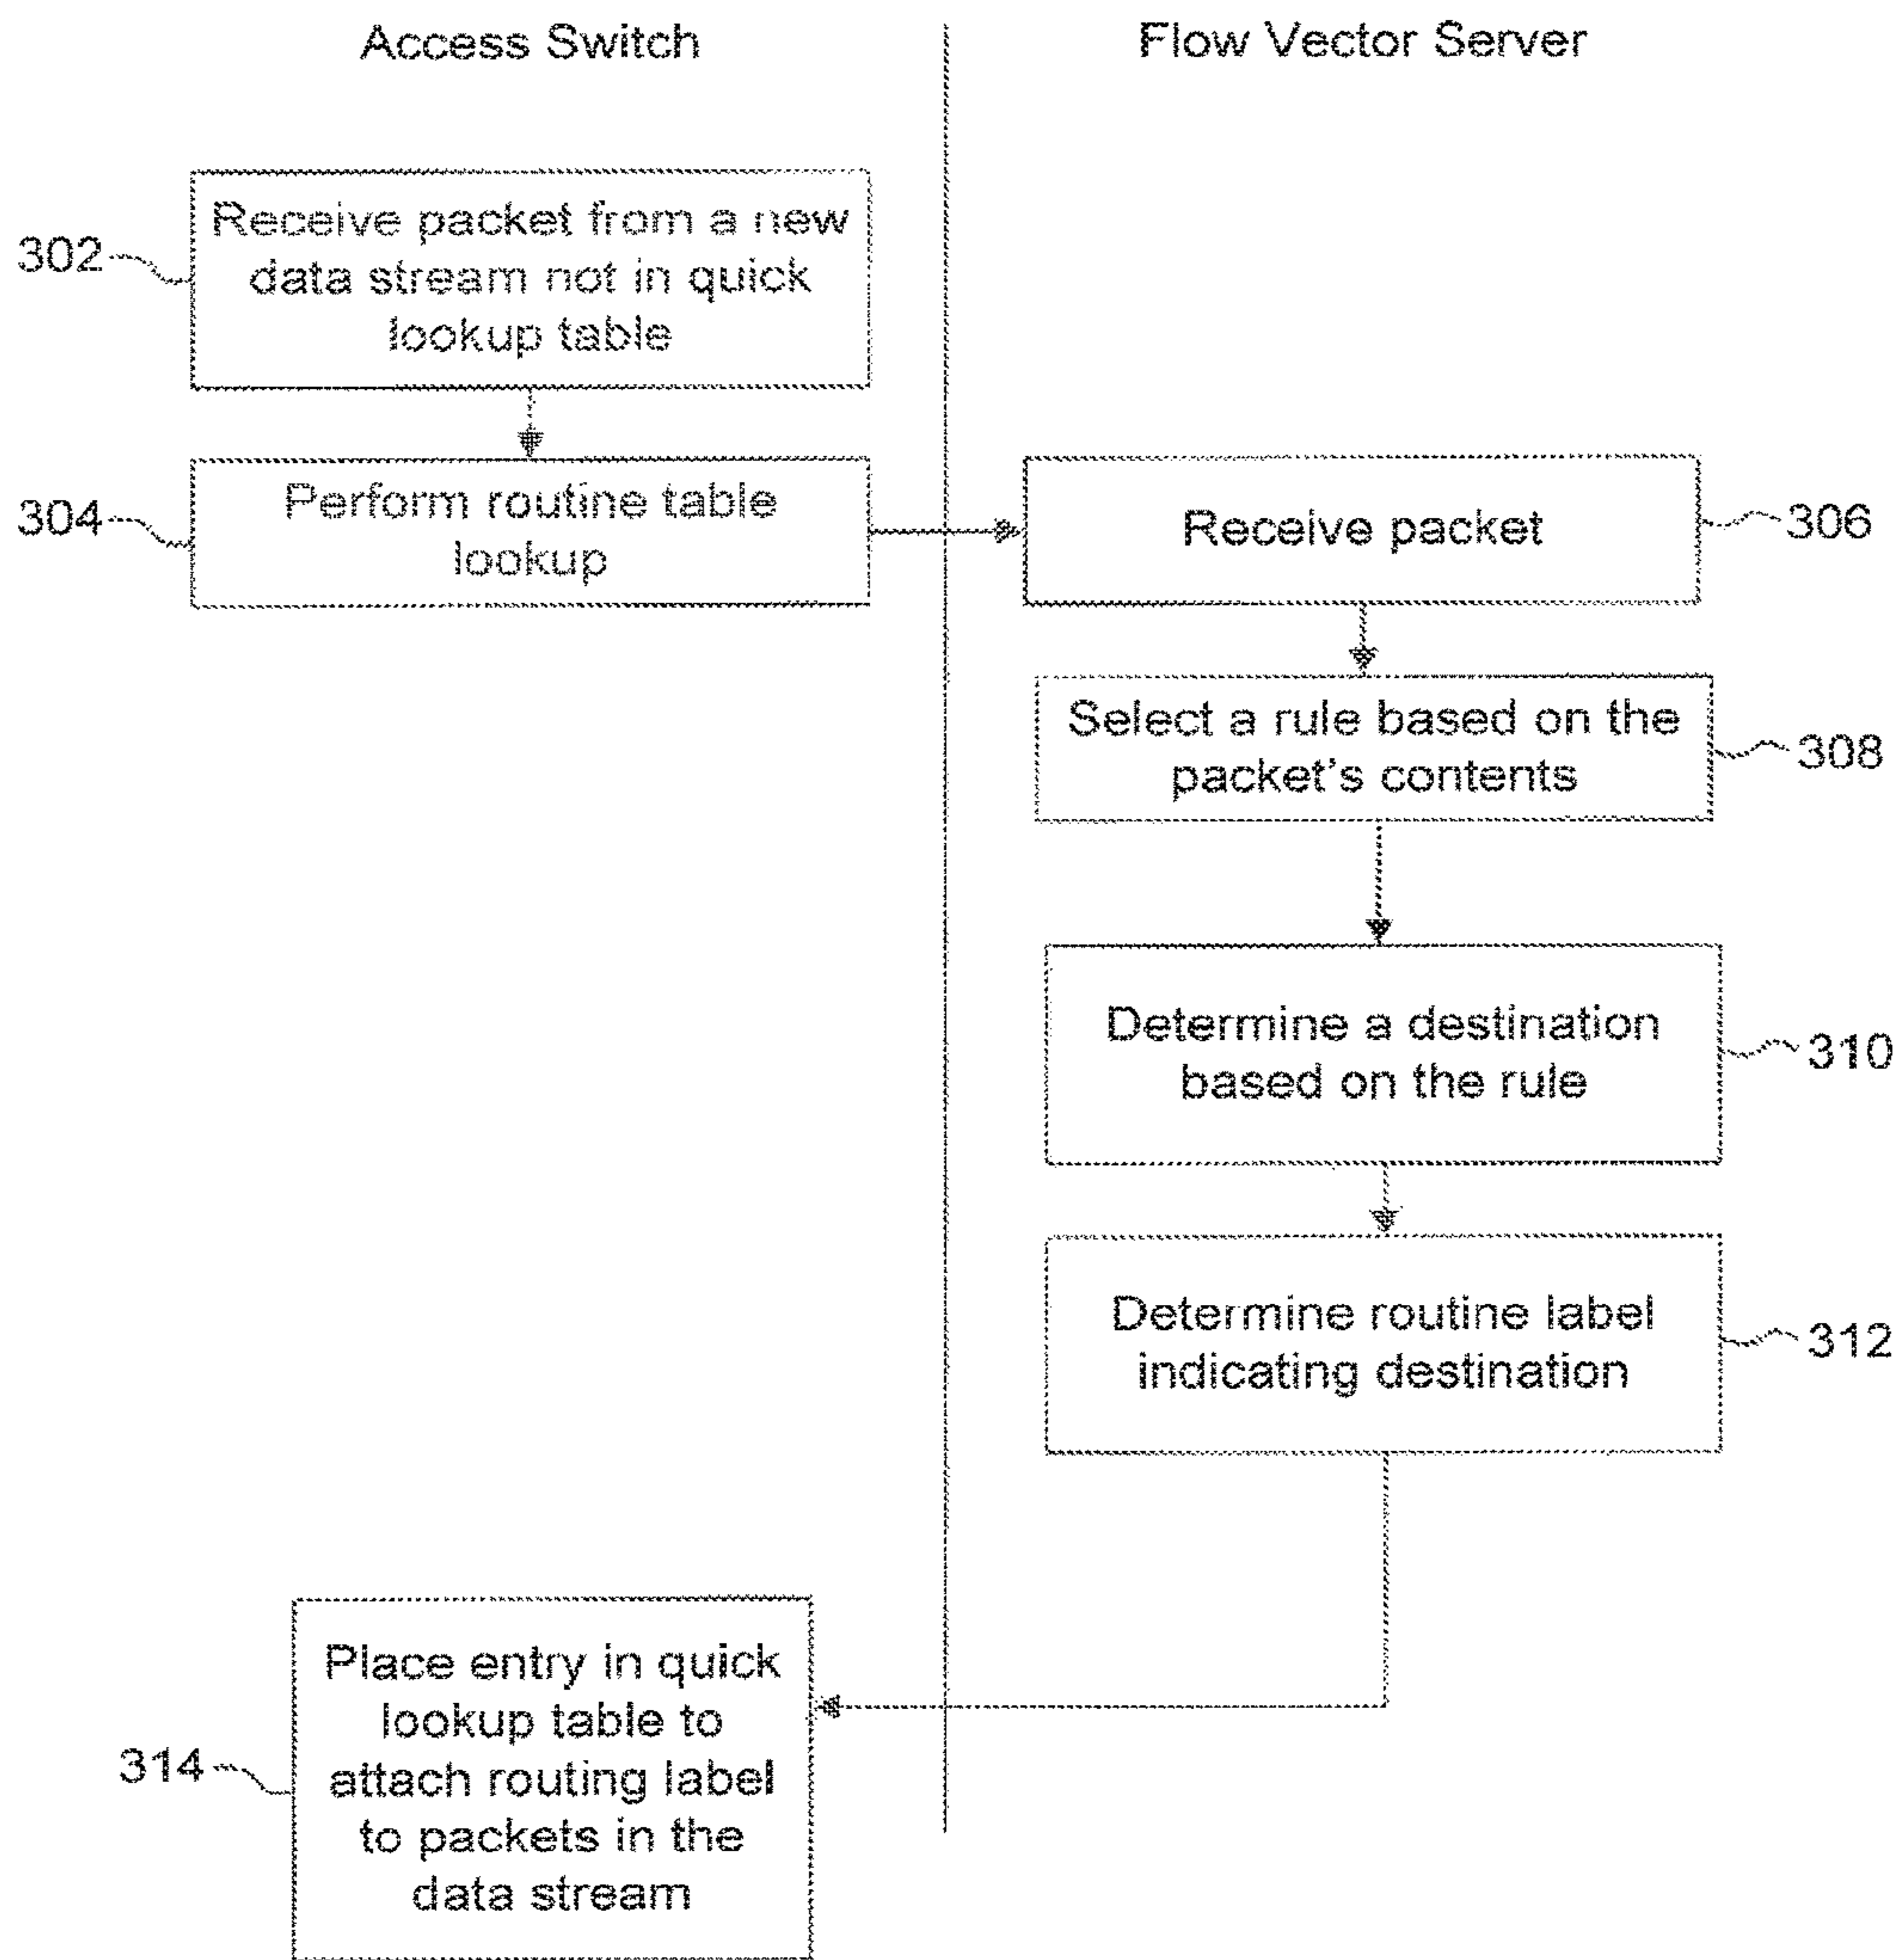 Access Switch
Flow Vector Server
302
Receive packet from a new
data stream not in quick
lookup table
304
Perform routine table
lookup
Receive packet
306
Select a rule based on the
packet's contents
308
Determine a destination
based on the rule
310
Determine routine label
indicating destination
312
314
Place entry in quick
lookup table to
attach routing label
to packets in the
data stream